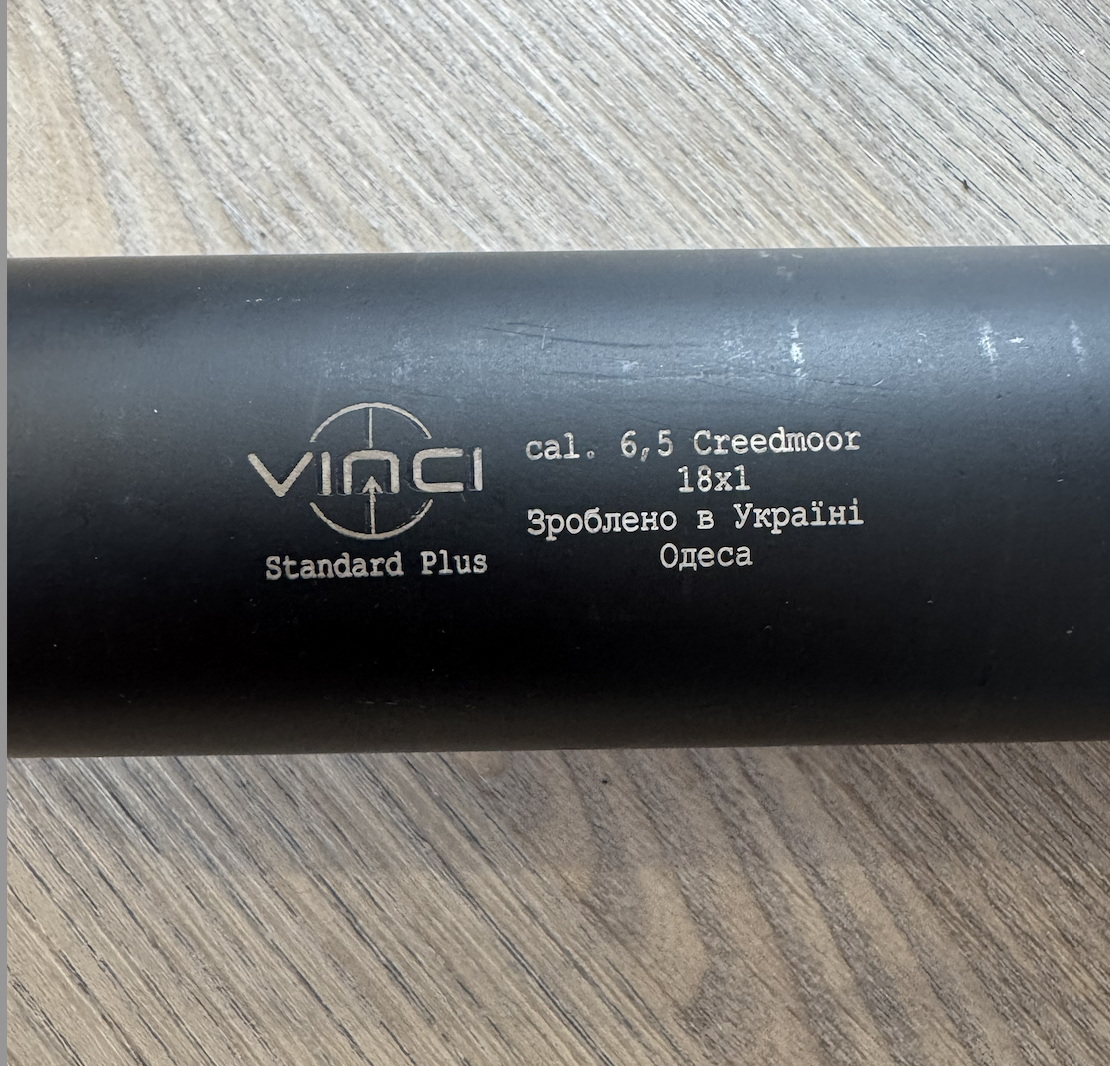 VINCI
Standard Plus
cal. 6,5 Creedmoor
18x1
Зроблено в Україні
Одеса